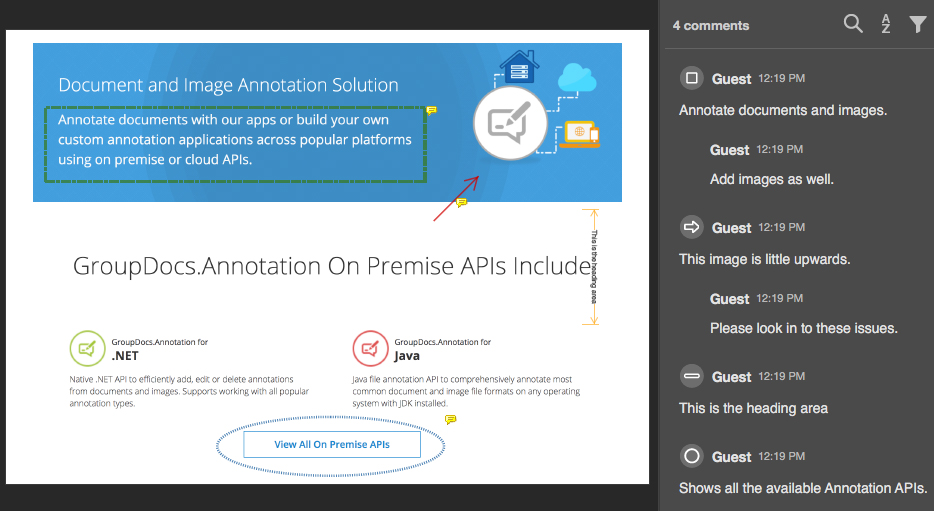 Document and Image Annotation Solution
Annotate documents with our apps or build your own
custom annotation applications across popular platforms
using on premise or cloud APIs.
This is the heading area
GroupDocs.Annotation On Premise APIs Include
GroupDocs.Annotation for
.NET
Native .NET API to efficiently add, edit or delete annotations
from documents and images. Supports working with all popular
annotation types.
GroupDocs.Annotation for
Java
Java file annotation API to comprehensively annotate most
common document and image file formats on any operating
system with JDK installed.
View All On Premise APIs
4 comments
A
Z
Guest 12:19 PM
Annotate documents and images.
Guest 12:19 PM
Add images as well.
Guest 12:19 PM
This image is little upwards.
Guest 12:19 PM
Please look in to these issues.
Guest 12:19 PM
This is the heading area
Guest 12:19 PM
Shows all the available Annotation APIs.